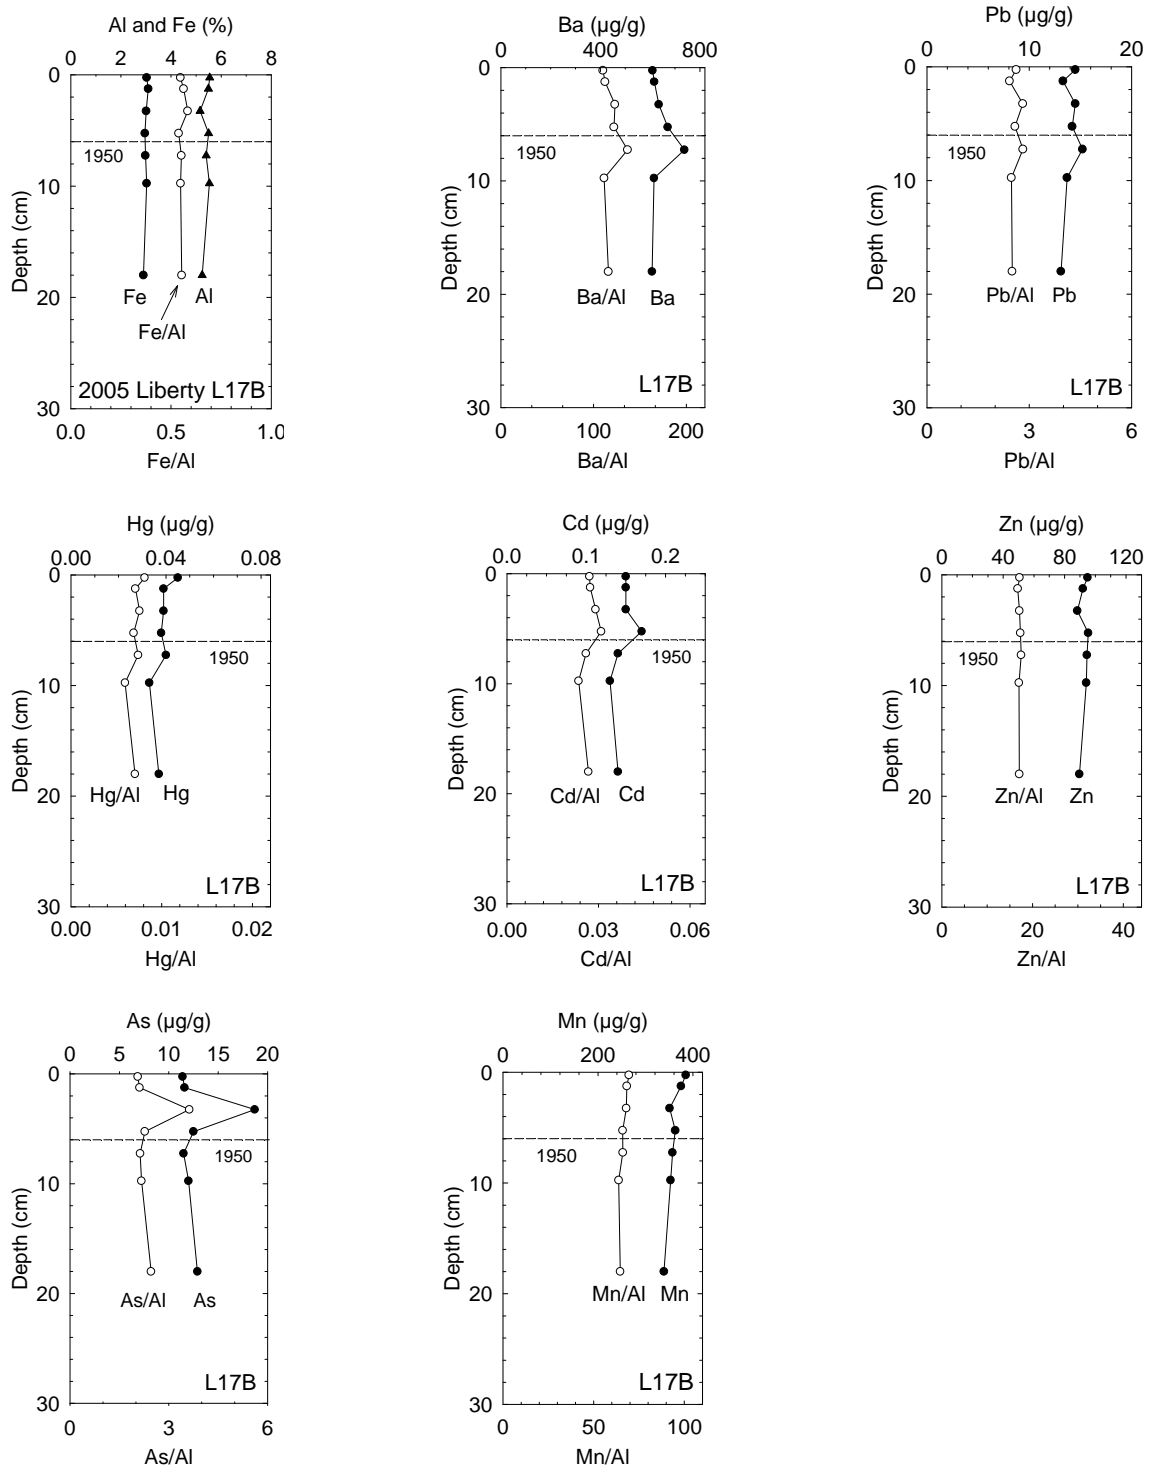 Al and Fe (%)
0 2 4 6 8
0
10
20
30
Depth (cm)
1950
Fe
Al
Fe/Al
2005 Liberty L17B
0.0 0.5 1.0
Fe/Al
Ba (µg/g)
0 400 800
0
10
20
30
Depth (cm)
1950
Ba/Al Ba
L17B
0 100 200
Ba/Al
Pb (µg/g)
0 10 20
0
10
20
30
Depth (cm)
1950
Pb/Al Pb
L17B
0 3 6
Pb/Al
Hg (µg/g)
0.00 0.04 0.08
0
10
20
30
Depth (cm)
1950
Hg/Al Hg
L17B
0.00 0.01 0.02
Hg/Al
Cd (µg/g)
0.0 0.1 0.2
0
10
20
30
Depth (cm)
1950
Cd/Al Cd
L17B
0.00 0.03 0.06
Cd/Al
Zn (µg/g)
0 40 80 120
0
10
20
30
Depth (cm)
1950
Zn/Al Zn
L17B
0 20 40
Zn/Al
As (µg/g)
0 5 10 15 20
0
10
20
30
Depth (cm)
1950
As/Al As
L17B
0 3 6
As/Al
Mn (µg/g)
0 200 400
0
10
20
30
Depth (cm)
1950
Mn/Al Mn
L17B
0 50 100
Mn/Al